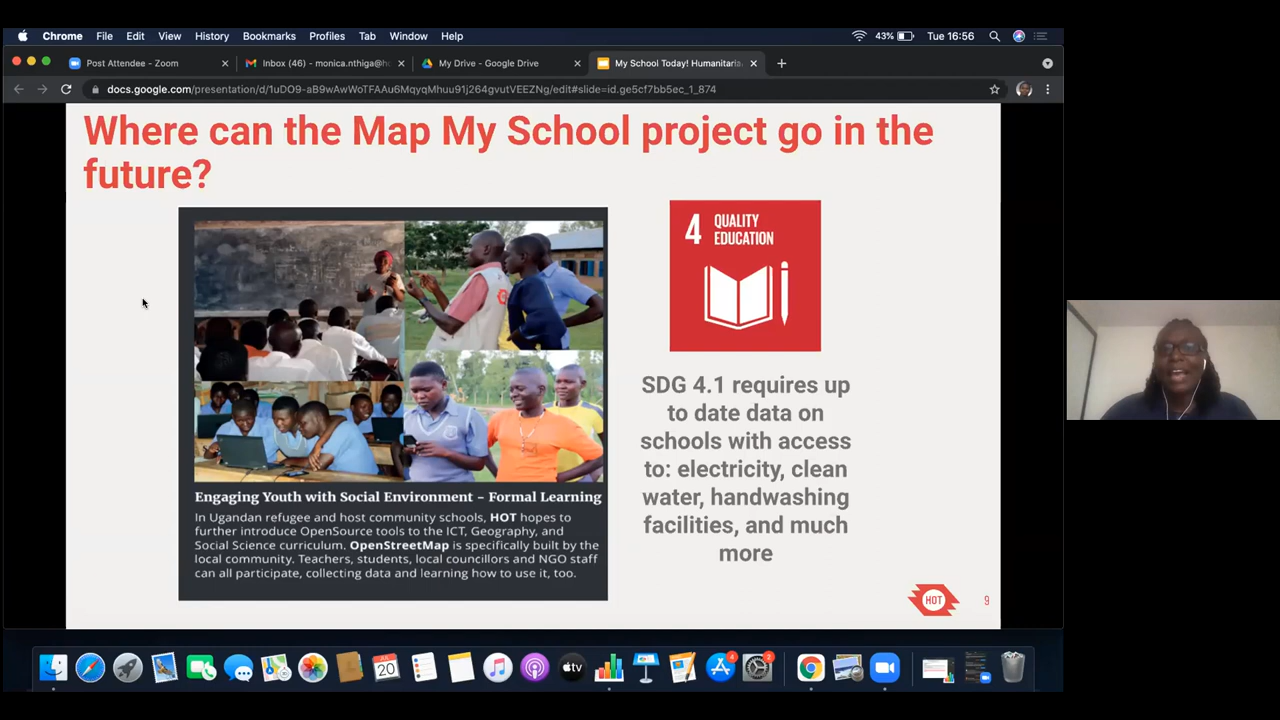 Chrome File Edit View History Bookmarks Profiles Tab Window Help 43% Tue 16:56
Post Attendee - Zoom Inbox (46) - monica.nthiga@h My Drive - Google Drive My School Today! Humanitaria
docs.google.com/presentation/d/1uDO9-aB9wAwWoTFAAu6MqyqMhuu91j264gvutVEEZNg/edit#slide=id.ge5cf7bb5ec_1_874
Where can the Map My School project go in the
future?
4 QUALITY
EDUCATION
SDG 4.1 requires up
to date data on
schools with access
to: electricity, clean
water, handwashing
facilities, and much
more
Engaging Youth with Social Environment – Formal Learning
In Ugandan refugee and host community schools, HOT hopes to
further introduce OpenSource tools to the ICT, Geography, and
Social Science curriculum. OpenStreetMap is specifically built by the
local community. Teachers, students, local councillors and NGO staff
can all participate, collecting data and learning how to use it, too.
HOT 9
JUL
20
tv
4
2